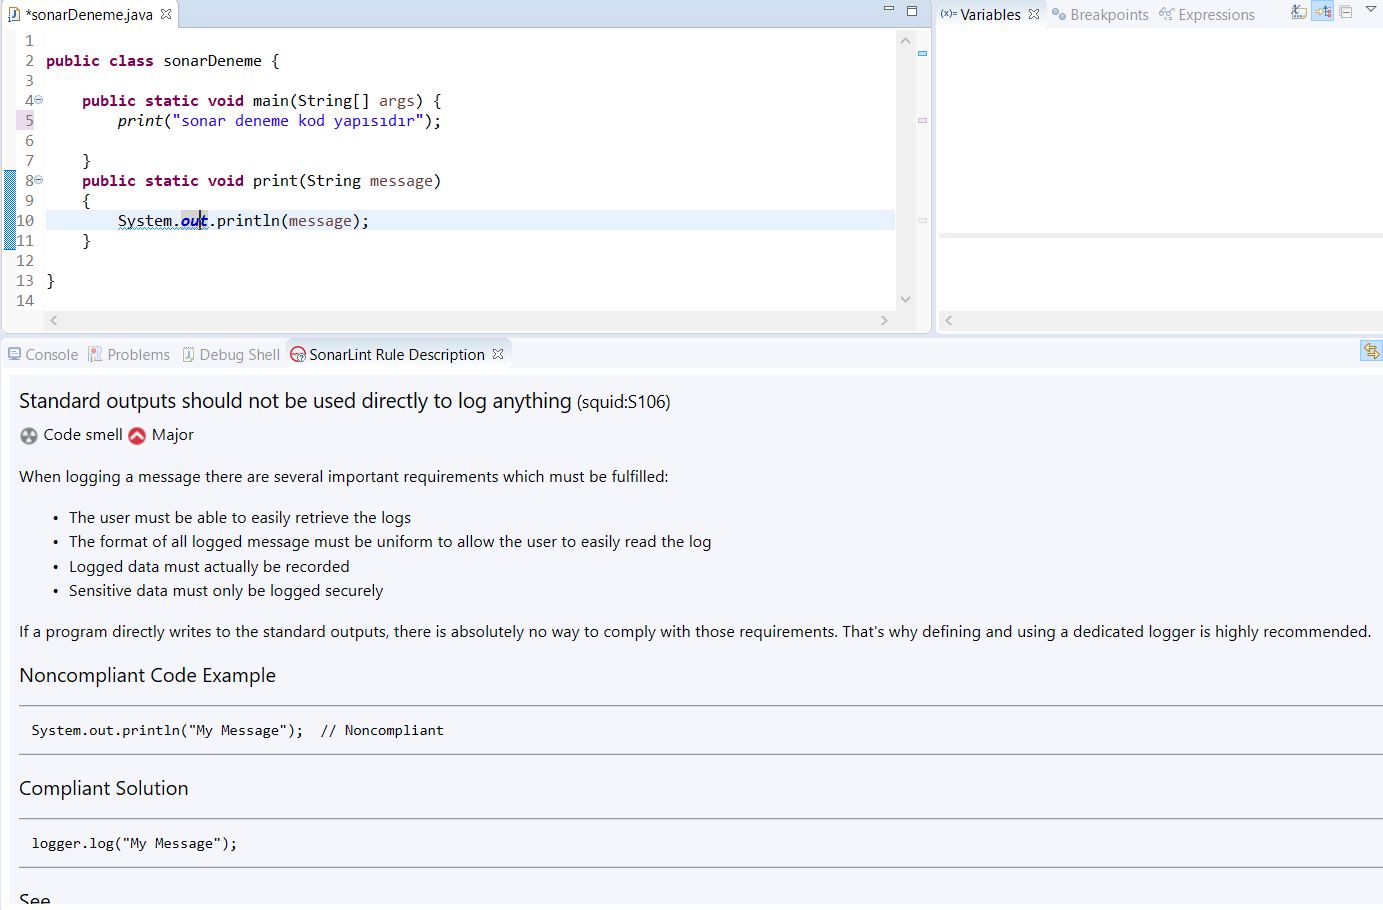 *sonarDeneme.java
1
2 public class sonarDeneme {
3
4 public static void main(String[] args) {
5 print("sonar deneme kod yapısıdır");
6
7 }
8 public static void print(String message)
9 {
10 System.out.println(message);
11 }
12
13 }
14
(x)= Variables Breakpoints Expressions
Console Problems Debug Shell SonarLint Rule Description
Standard outputs should not be used directly to log anything (squid:S106)
Code smell Major
When logging a message there are several important requirements which must be fulfilled:
• The user must be able to easily retrieve the logs
• The format of all logged message must be uniform to allow the user to easily read the log
• Logged data must actually be recorded
• Sensitive data must only be logged securely
If a program directly writes to the standard outputs, there is absolutely no way to comply with those requirements. That's why defining and using a dedicated logger is highly recommended.
Noncompliant Code Example
System.out.println("My Message"); // Noncompliant
Compliant Solution
logger.log("My Message");
See